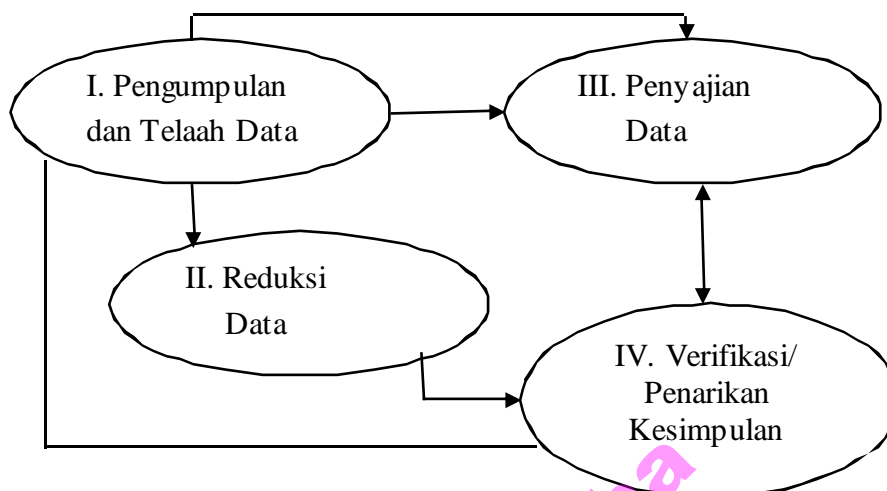 I. Pengumpulan
dan Telaah Data
III. Penyajian
Data
II. Reduksi
Data
IV. Verifikasi/
Penarikan
Kesimpulan